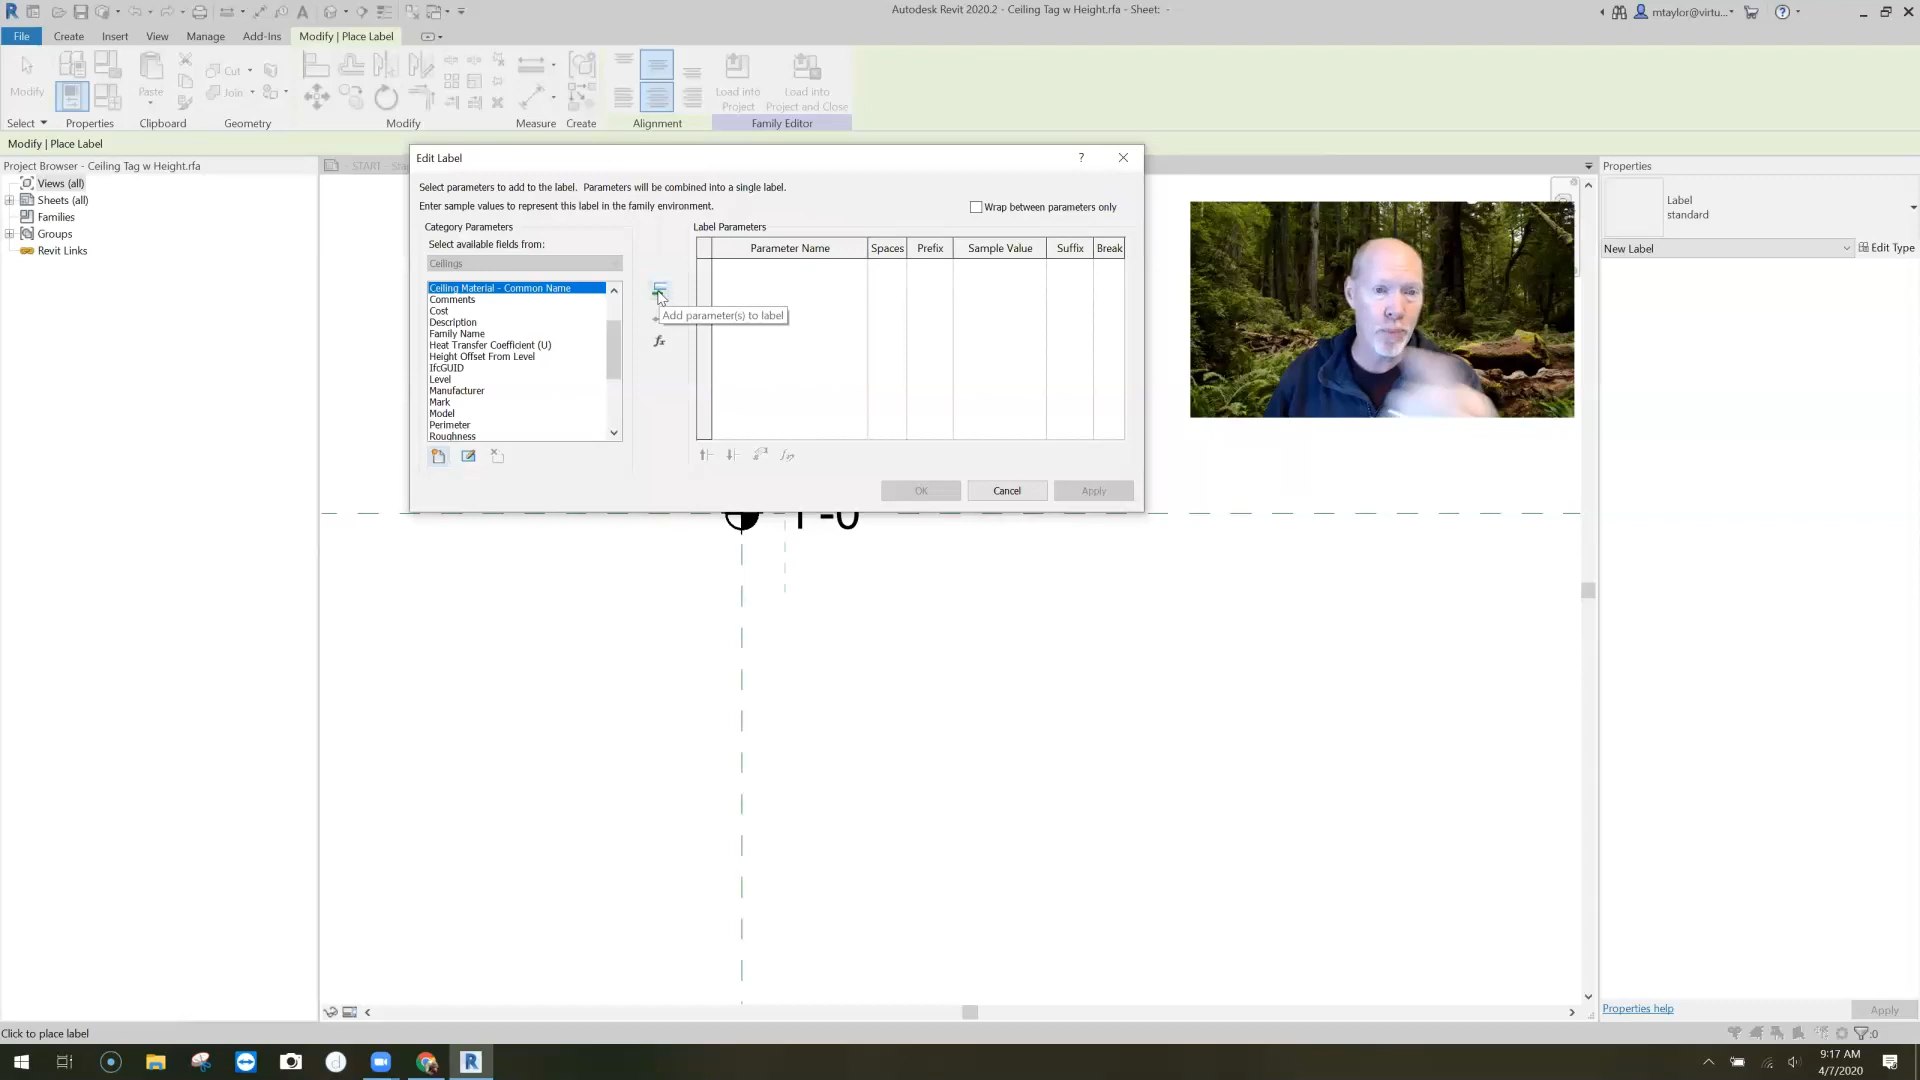 Autodesk Revit 2020.2 - Ceiling Tag w Height.rfa - Sheet: -
mtaylor@virtu...
File Create Insert View Manage Add-Ins Modify | Place Label
Modify
Paste
Cut
Join
Load into Project
Load into Project and Close
Select Properties Clipboard Geometry Modify Measure Create Alignment Family Editor
Modify | Place Label
Project Browser - Ceiling Tag w Height.rfa
Views (all)
Sheets (all)
Families
Groups
Revit Links
- START -
Edit Label
?
Select parameters to add to the label. Parameters will be combined into a single label.
Enter sample values to represent this label in the family environment.
Wrap between parameters only
Category Parameters
Select available fields from:
Ceilings
Ceiling Material - Common Name
Comments
Cost
Description
Family Name
Heat Transfer Coefficient (U)
Height Offset From Level
IfcGUID
Level
Manufacturer
Mark
Model
Perimeter
Roughness
Add parameter(s) to label
fx
Label Parameters
Parameter Name Spaces Prefix Sample Value Suffix Break
OK Cancel Apply
Properties
Label
standard
New Label
Edit Type
Properties help
Apply
Click to place label
:0
9:17 AM
4/7/2020